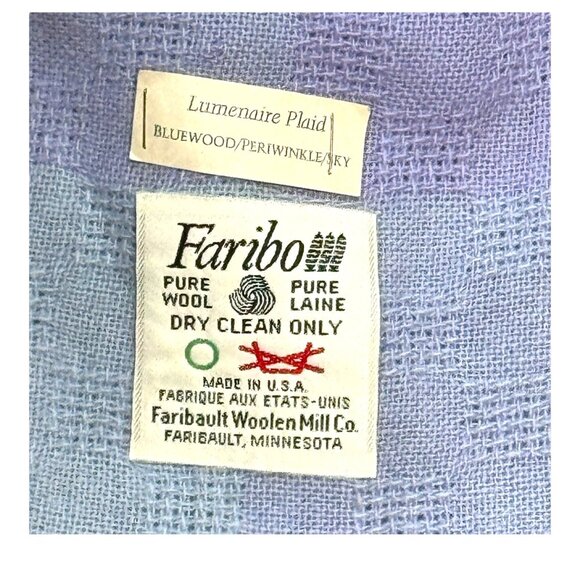 Lumenaire Plaid
BLUEWOOD/PERIWINKLE/SKY
Faribo
PURE WOOL PURE LAINE
DRY CLEAN ONLY
MADE IN U.S.A.
FABRIQUE AUX ETATS-UNIS
Faribault Woolen Mill Co.
FARIBAULT, MINNESOTA